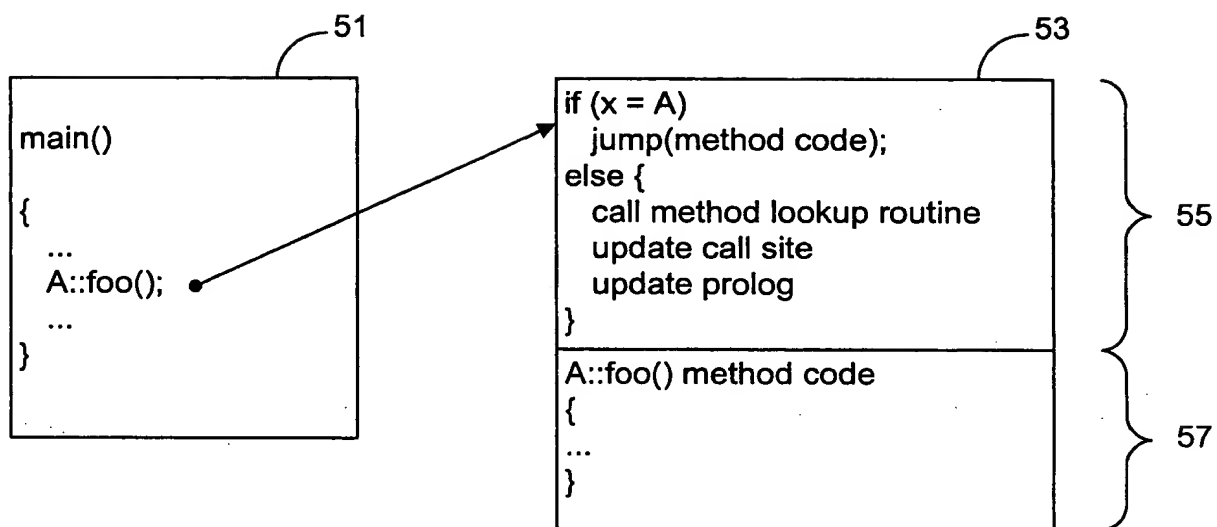 51
main()
{
...
A::foo();
...
}
53
if (x = A)
jump(method code);
else {
call method lookup routine
update call site
update prolog
}
55
A::foo() method code
{
...
}
57